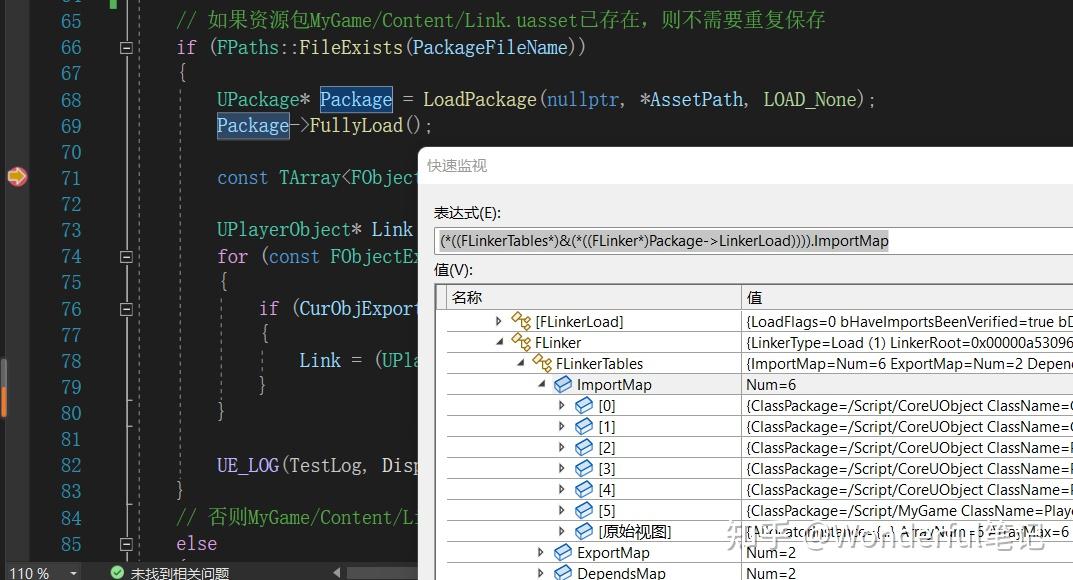 65 // 如果资源包MyGame/Content/Link.uasset已存在，则不需要重复保存
66 if (FPaths::FileExists(PackageFileName))
67 {
68 UPackage* Package = LoadPackage(nullptr, *AssetPath, LOAD_None);
69 Package->FullyLoad();
70
71 const TArray<FObject
72
73 UPlayerObject* Link
74 for (const FObjectEx
75 {
76 if (CurObjExport
77 {
78 Link = (UPla
79 }
80 }
81
82 UE_LOG(TestLog, Disp
83 }
84 // 否则MyGame/Content/Li
85 else
110 % 未找到相关问题
快速监视
表达式(E):
(*((FLinkerTables*)&(*((FLinker*)Package->LinkerLoad)))).ImportMap
值(V):
名称 值
[FLinkerLoad] {LoadFlags=0 bHaveImportsBeenVerified=true bD
FLinker {LinkerType=Load (1) LinkerRoot=0x00000a53096
FLinkerTables {ImportMap=Num=6 ExportMap=Num=2 Depen
ImportMap Num=6
[0] {ClassPackage=/Script/CoreUObject ClassName=C
[1] {ClassPackage=/Script/CoreUObject ClassName=C
[2] {ClassPackage=/Script/CoreUObject ClassName=P
[3] {ClassPackage=/Script/CoreUObject ClassName=P
[4] {ClassPackage=/Script/CoreUObject ClassName=P
[5] {ClassPackage=/Script/MyGame ClassName=Playe
[原始视图] {AllocatorInstance={...} ArrayNum=6 ArrayMax=6
ExportMap Num=2
DependsMap Num=2
知乎 @Wonderful笔记